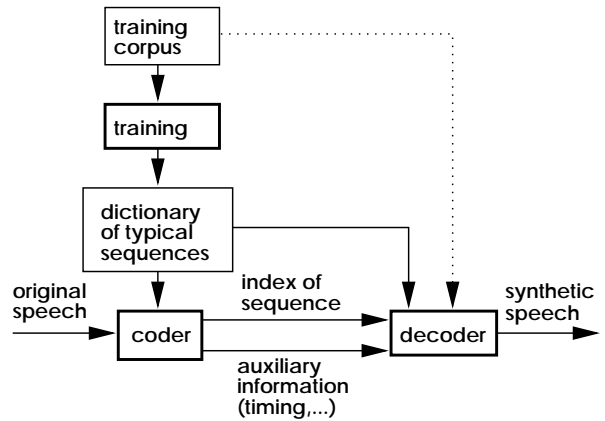 training
corpus
training
dictionary
of typical
sequences
original
speech
index of
sequence
synthetic
speech
coder
decoder
auxiliary
information
(timing,...)